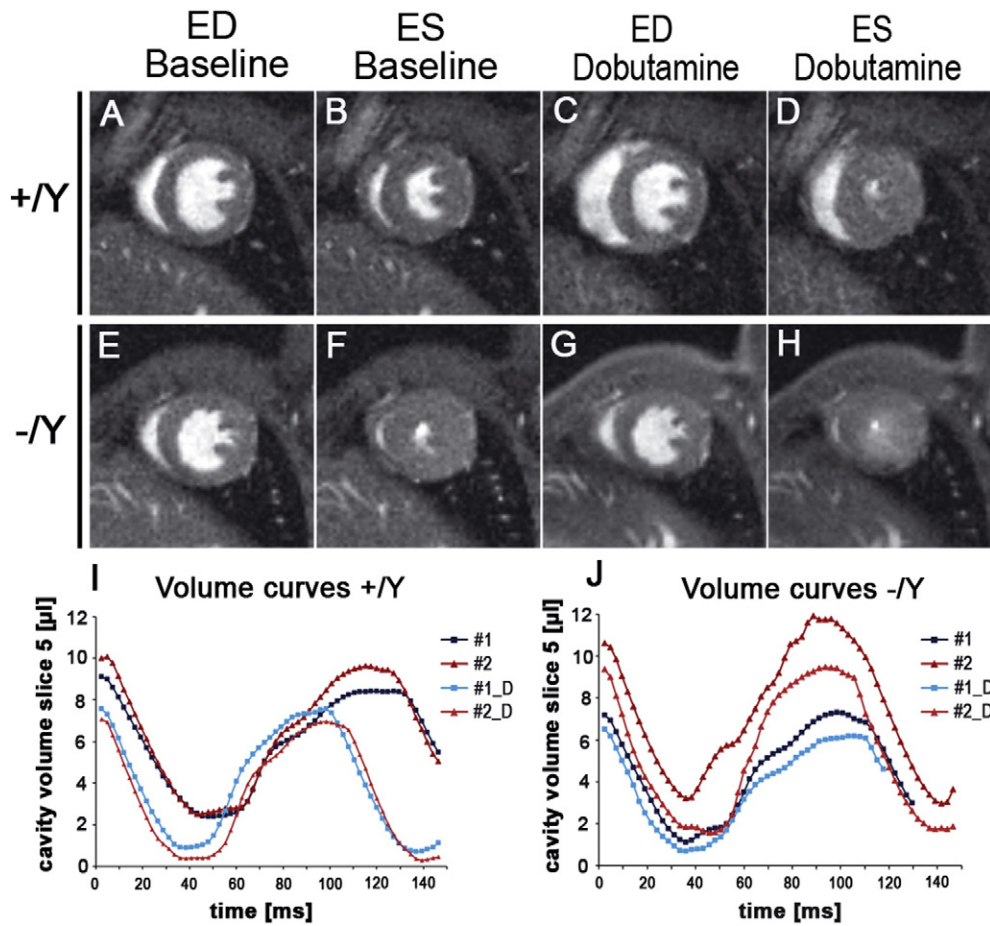 ED Baseline ES Baseline ED Dobutamine ES Dobutamine
+/Y
A B C D
-/Y
E F G H
I Volume curves +/Y
cavity volume slice 5 [µl]
12
10
8
6
4
2
0
0 20 40 60 80 100 120 140
time [ms]
#1
#2
#1_D
#2_D
J Volume curves -/Y
cavity volume slice 5 [µl]
12
10
8
6
4
2
0
0 20 40 60 80 100 120 140
time [ms]
#1
#2
#1_D
#2_D